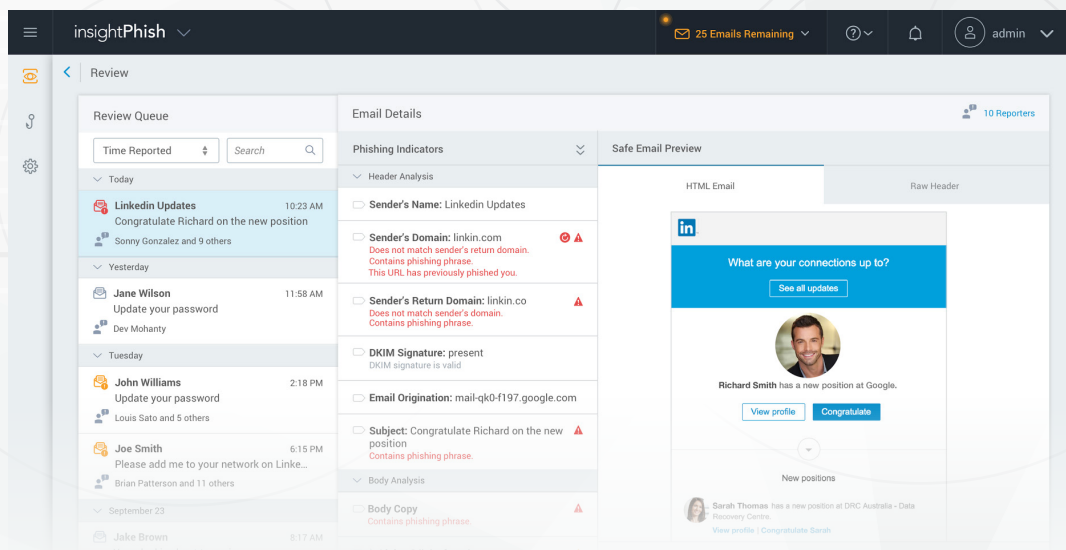 insightPhish
25 Emails Remaining
admin
Review
Review Queue
Time Reported
Search
Today
Linkedin Updates 10:23 AM
Congratulate Richard on the new position
Sonny Gonzalez and 9 others
Yesterday
Jane Wilson 11:58 AM
Update your password
Dev Mohanty
Tuesday
John Williams 2:18 PM
Update your password
Louis Sato and 5 others
Joe Smith 6:15 PM
Please add me to your network on Linke...
Brian Patterson and 11 others
September 23
Jake Brown 8:17 AM
Email Details
10 Reporters
Phishing Indicators
Header Analysis
Sender's Name: Linkedin Updates
Sender's Domain: linkin.com
Does not match sender's return domain.
Contains phishing phrase.
This URL has previously phished you.
Sender's Return Domain: linkin.co
Does not match sender's domain.
Contains phishing phrase.
DKIM Signature: present
DKIM signature is valid
Email Origination: mail-qk0-f197.google.com
Subject: Congratulate Richard on the new
position
Contains phishing phrase.
Body Analysis
Body Copy
Contains phishing phrase.
Safe Email Preview
HTML Email
Raw Header
in
What are your connections up to?
See all updates
Richard Smith has a new position at Google.
View profile
Congratulate
New positions
Sarah Thomas has a new position at DRC Australia - Data
Recovery Centre.
View profile | Congratulate Sarah